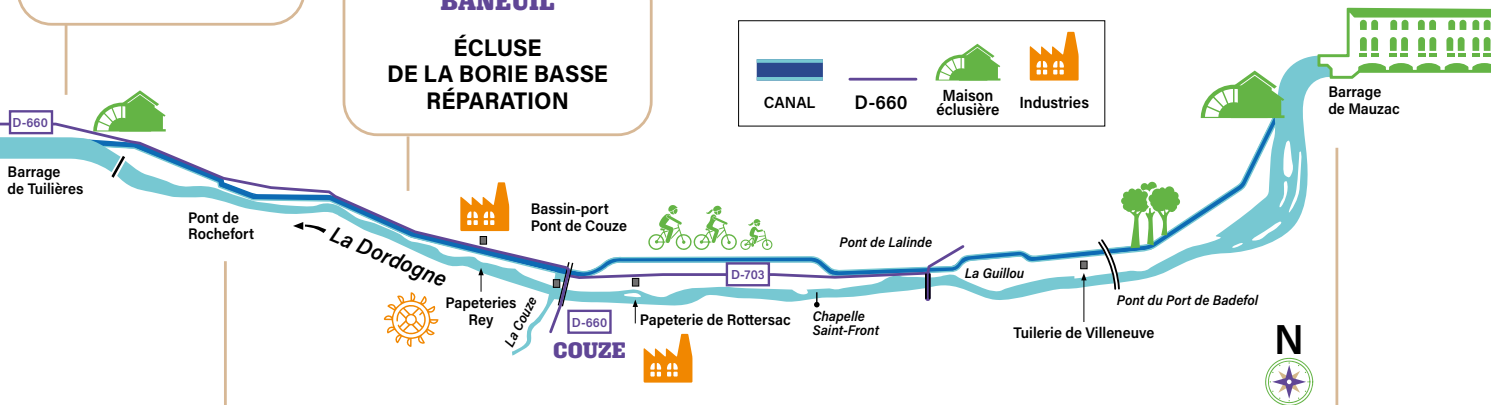 BANEUIL
ÉCLUSE
DE LA BORIE BASSE
RÉPARATION
CANAL
D-660
Maison
éclusière
Industries
Barrage
de Mauzac
D-660
Barrage
de Tuilières
Pont de
Rochefort
La Dordogne
Papeteries
Rey
Bassin-port
Pont de Couze
La Couze
D-660
COUZE
Papeterie de Rottersac
D-703
Chapelle
Saint-Front
Pont de Lalinde
La Guillou
Tuilerie de Villeneuve
Pont du Port de Badefol
N